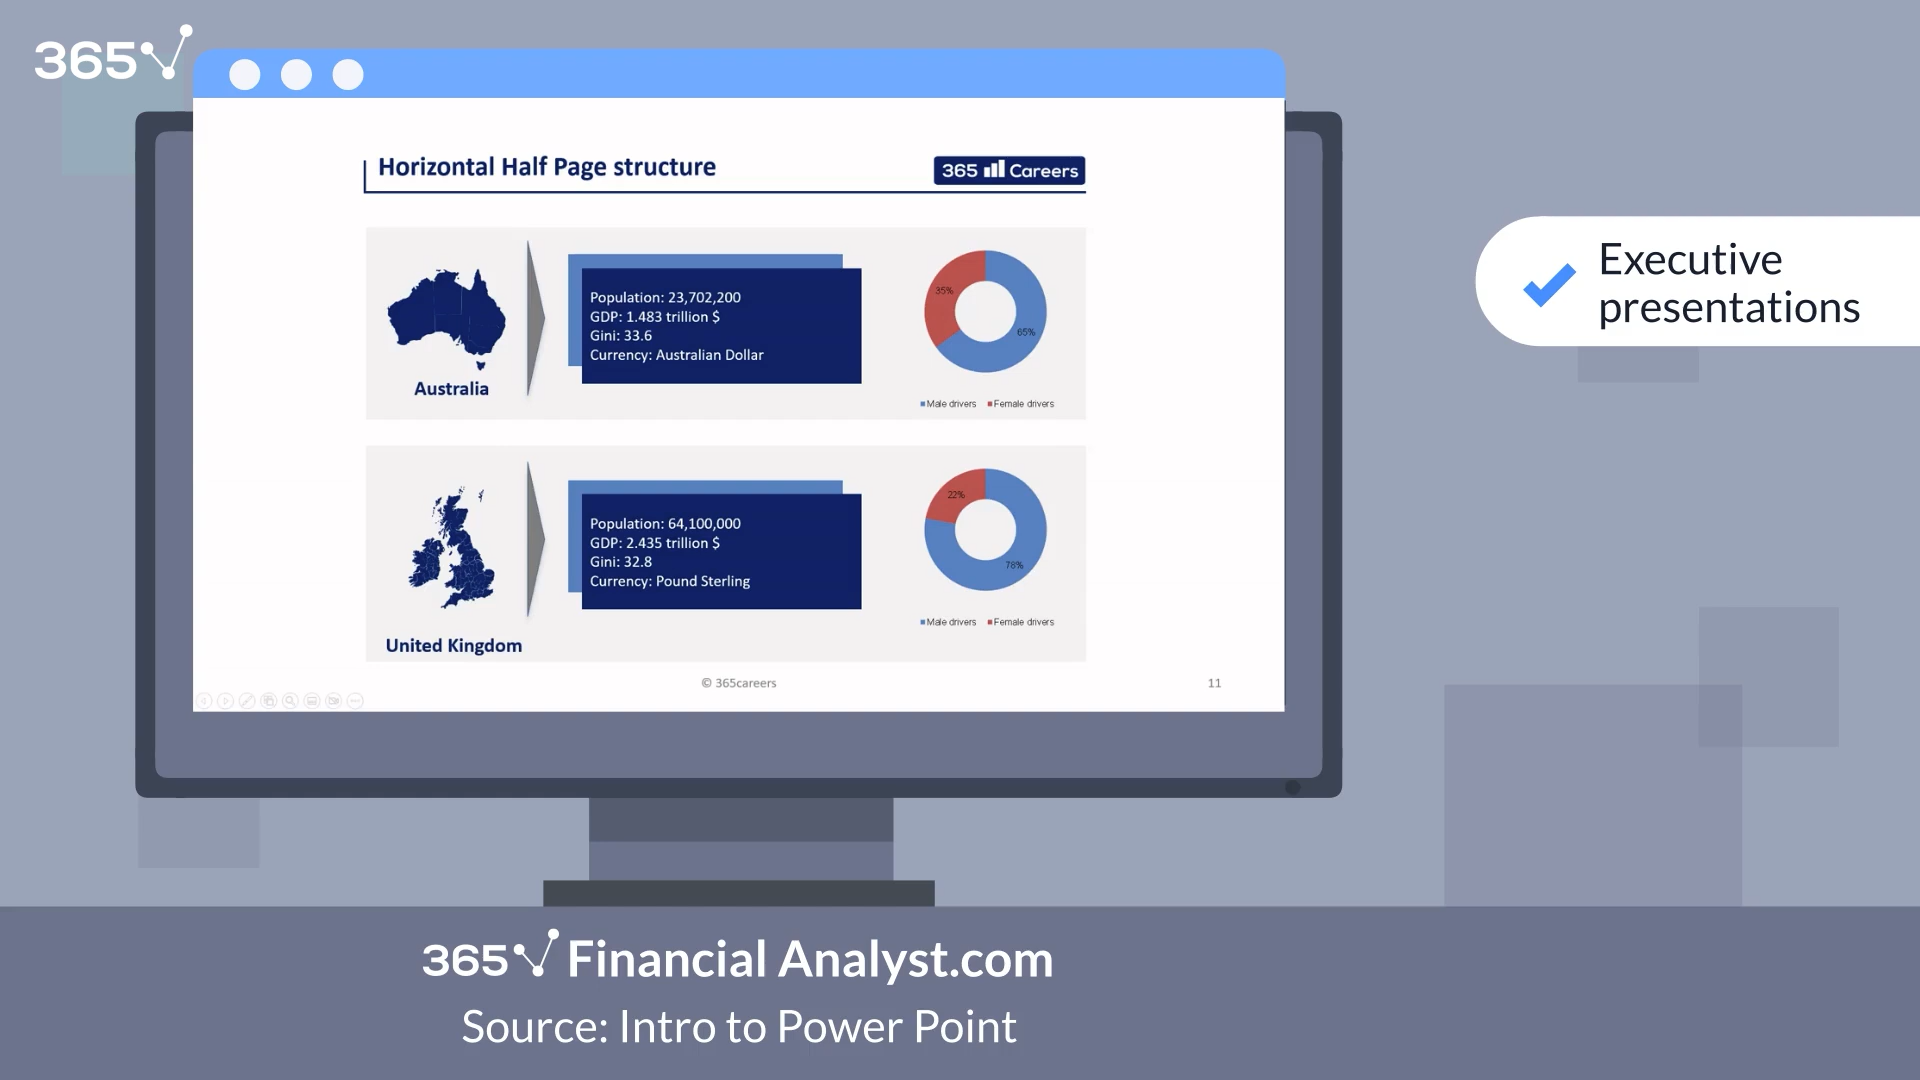 365
Horizontal Half Page structure
365 Careers
Population: 23,702,200
GDP: 1.483 trillion $
Gini: 33.6
Currency: Australian Dollar
Australia
35%
65%
Male drivers Female drivers
Population: 64,100,000
GDP: 2.435 trillion $
Gini: 32.8
Currency: Pound Sterling
United Kingdom
22%
78%
Male drivers Female drivers
© 365careers
11
Executive
presentations
365 Financial Analyst.com
Source: Intro to Power Point